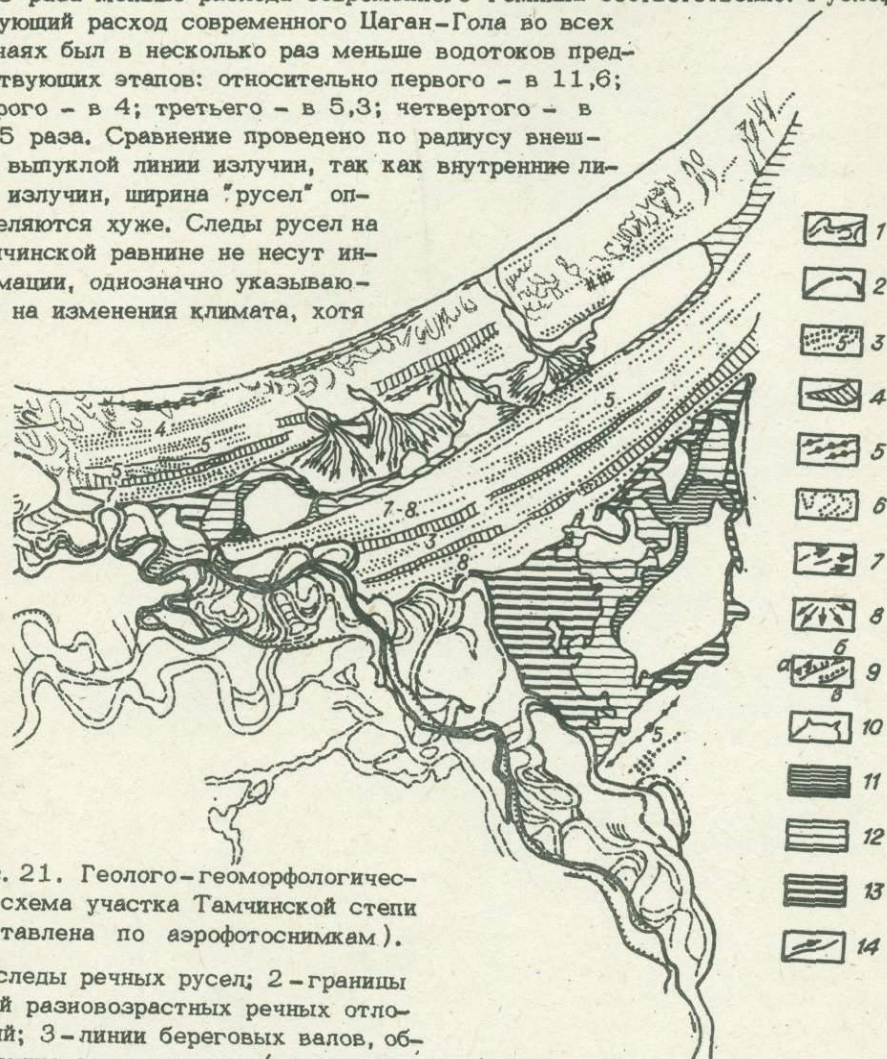 раза меньше расхода современного Темника соответственно.
ующий расход современного Цаган-Гола во всех
чаях был в несколько раз меньше водотоков пред-
твующих этапов: относительно первого - в 11,6;
рого - в 4; третьего - в 5,3; четвертого - в
5 раза. Сравнение проведено по радиусу внеш-
выпуклой линии излучин, так как внутренние ли-
излучин, ширина "русел" оп-
еляются хуже. Следы русел на
чинской равнине не несут ин-
мации, однозначно указываю-
на изменения климата, хотя
1
2
5 3
4
5
6
7
8
а б в 9
10
11
12
13
14
4
5
5
7
5
7-8
3
8
5
с. 21. Геолого-геоморфологичес-
схема участка Тамчинской степи
тавлена по аэрофотоснимкам).
следы речных русел; 2-границы
й разновозрастных речных отло-
ий; 3-линии береговых валов, об-